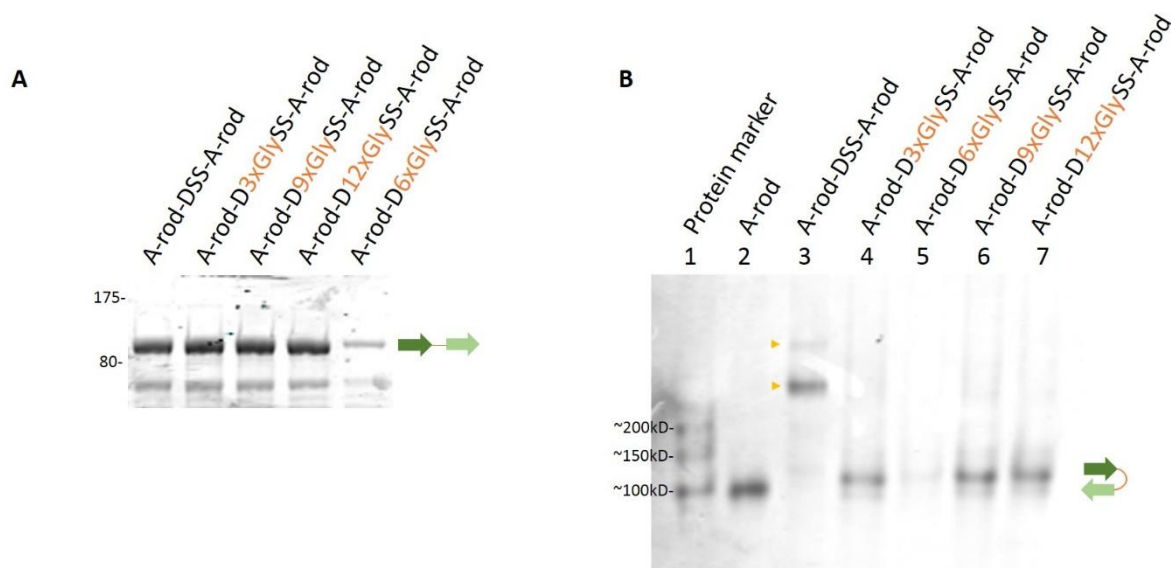 A
A-rod-DSS-A-rod
A-rod-D3xGlySS-A-rod
A-rod-D9xGlySS-A-rod
A-rod-D12xGlySS-A-rod
A-rod-D6xGlySS-A-rod
175-
80-
B
Protein marker
A-rod
A-rod-DSS-A-rod
A-rod-D3xGlySS-A-rod
A-rod-D6xGlySS-A-rod
A-rod-D9xGlySS-A-rod
A-rod-D12xGlySS-A-rod
1 2 3 4 5 6 7
~200kD-
~150kD-
~100kD-